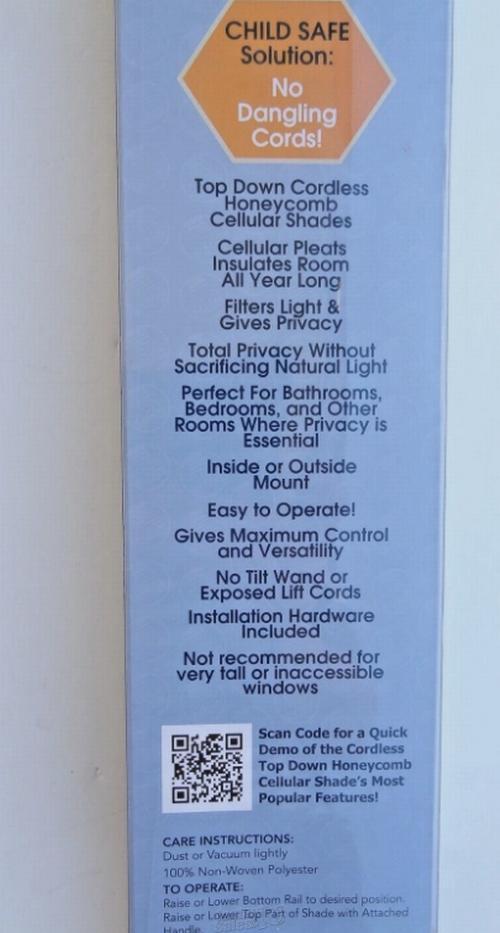 CHILD SAFE
Solution:
No
Dangling
Cords!
Top Down Cordless
Honeycomb
Cellular Shades
Cellular Pleats
Insulates Room
All Year Long
Filters Light &
Gives Privacy
Total Privacy Without
Sacrificing Natural Light
Perfect For Bathrooms,
Bedrooms, and Other
Rooms Where Privacy is
Essential
Inside or Outside
Mount
Easy to Operate!
Gives Maximum Control
and Versatility
No Tilt Wand or
Exposed Lift Cords
Installation Hardware
Included
Not recommended for
very tall or inaccessible
windows
Scan Code for a Quick
Demo of the Cordless
Top Down Honeycomb
Cellular Shade's Most
Popular Features!
CARE INSTRUCTIONS:
Dust or Vacuum lightly
100% Non-Woven Polyester
TO OPERATE:
Raise or Lower Bottom Rail to desired position.
Raise or Lower Top Part of Shade with Attached
Handle.